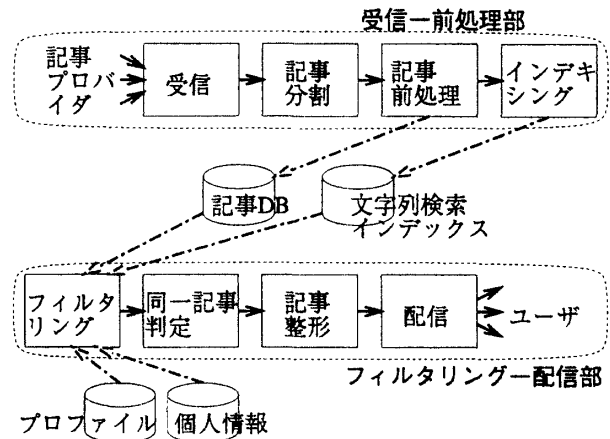 受信ー前処理部
記事
プロバ
イダ
受信
記事
分割
記事
前処理
インデキ
シング
記事DB
文字列検索
インデックス
フィルタ
リング
同一記事
判定
記事
整形
配信
ユーザ
フィルタリングー配信部
プロファイル
個人情報